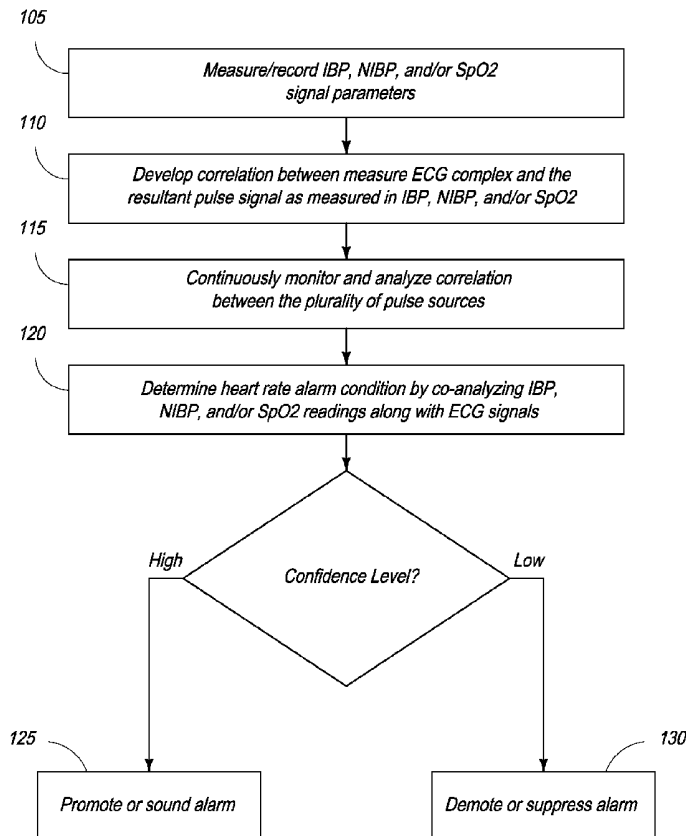 105
Measure/record IBP, NIBP, and/or SpO2
signal parameters
110
Develop correlation between measure ECG complex and the
resultant pulse signal as measured in IBP, NIBP, and/or SpO2
115
Continuously monitor and analyze correlation
between the plurality of pulse sources
120
Determine heart rate alarm condition by co-analyzing IBP,
NIBP, and/or SpO2 readings along with ECG signals
High
Confidence Level?
Low
125
Promote or sound alarm
130
Demote or suppress alarm